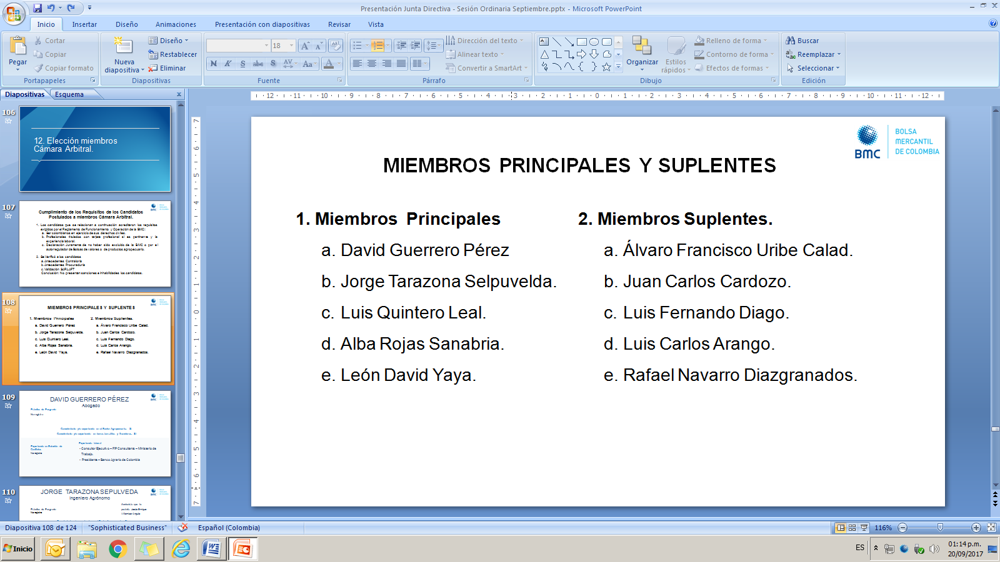 Presentación Junta Directiva - Sesión Ordinaria Septiembre.pptx - Microsoft PowerPoint
Inicio Insertar Diseño Animaciones Presentación con diapositivas Revisar Vista
Pegar
Cortar
Copiar
Copiar formato
Portapapeles
Nueva diapositiva
Diseño
Restablecer
Eliminar
Diapositivas
18
N K S abc S AV Aa A
Fuente
Dirección del texto
Alinear texto
Convertir a SmartArt
Párrafo
Organizar
Estilos rápidos
Relleno de forma
Contorno de forma
Efectos de formas
Dibujo
Buscar
Reemplazar
Seleccionar
Edición
Diapositivas Esquema
106
12. Elección miembros
Cámara Arbitral.
107
Cumplimiento de los Requisitos de los Candidatos
Postulados a miembros Cámara Arbitral.
1. Los candidatos que se relacionan a continuación acreditaron los requisitos
exigidos por el Reglamento de Funcionamiento y Operación de la BMC:
a. Ser colombianos en ejercicio de sus derechos civiles.
b. Profesionales titulados con tarjeta profesional si es pertinente y la
experiencia laboral.
c. Declaración Juramenta de no haber sido excluido de la BMC o por el
autorregulador de Bolsas de valores o de productos agropecuario.
2. Se Verificó a los candidatos
a. Antecedentes Contraloría
b. Antecedentes Procuraduría
c. Validación SARLAFT
Conclusión: No presentan sanciones e inhabilidades los candidatos.
108
MIEMBROS PRINCIPALES Y SUPLENTES
1. Miembros Principales 2. Miembros Suplentes.
a. David Guerrero Pérez a. Álvaro Francisco Uribe Calad.
b. Jorge Tarazona Selpuvelda. b. Juan Carlos Cardozo.
c. Luis Quintero Leal. c. Luis Fernando Diago.
d. Alba Rojas Sanabria. d. Luis Carlos Arango.
e. León David Yaya. e. Rafael Navarro Diazgranados.
109
DAVID GUERRERO PÉREZ
Abogado
- Consultor Ejecutivo – FIP Consultants – Ministerio de
Trabajo.
- Presidente – Banco Agrario de Colombia
110
JORGE TARAZONA SEPULVEDA
Ingeniero Agrónomo
BMC
BOLSA
MERCANTIL
DE COLOMBIA
MIEMBROS PRINCIPALES Y SUPLENTES
1. Miembros Principales
a. David Guerrero Pérez
b. Jorge Tarazona Selpuvelda.
c. Luis Quintero Leal.
d. Alba Rojas Sanabria.
e. León David Yaya.
2. Miembros Suplentes.
a. Álvaro Francisco Uribe Calad.
b. Juan Carlos Cardozo.
c. Luis Fernando Diago.
d. Luis Carlos Arango.
e. Rafael Navarro Diazgranados.
Diapositiva 108 de 124 "Sophisticated Business" Español (Colombia) 116%
Inicio
ES
01:14 p.m.
20/09/2017